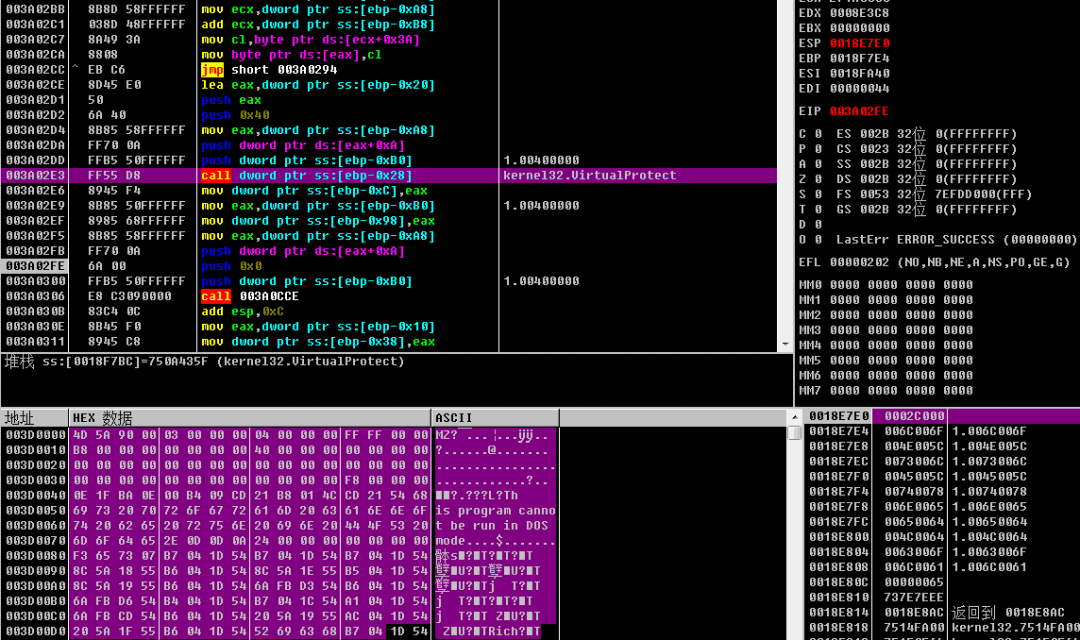 003A02BB 8B8D 58FFFFFF mov ecx,dword ptr ss:[ebp-0xA8]
003A02C1 038D 48FFFFFF add ecx,dword ptr ss:[ebp-0xB8]
003A02C7 8A49 3A mov cl,byte ptr ds:[ecx+0x3A]
003A02CA 8808 mov byte ptr ds:[eax],cl
003A02CC ^ EB C6 jmp short 003A0294
003A02CE 8D45 E0 lea eax,dword ptr ss:[ebp-0x20]
003A02D1 50 push eax
003A02D2 6A 40 push 0x40
003A02D4 8B85 58FFFFFF mov eax,dword ptr ss:[ebp-0xA8]
003A02DA FF70 0A push dword ptr ds:[eax+0xA]
003A02DD FFB5 50FFFFFF push dword ptr ss:[ebp-0xB0] 1.00400000
003A02E3 FF55 D8 call dword ptr ss:[ebp-0x28] kernel32.VirtualProtect
003A02E6 8945 F4 mov dword ptr ss:[ebp-0xC],eax
003A02E9 8B85 50FFFFFF mov eax,dword ptr ss:[ebp-0xB0] 1.00400000
003A02EF 8985 68FFFFFF mov dword ptr ss:[ebp-0x98],eax
003A02F5 8B85 58FFFFFF mov eax,dword ptr ss:[ebp-0xA8]
003A02FB FF70 0A push dword ptr ds:[eax+0xA]
003A02FE 6A 00 push 0x0
003A0300 FFB5 50FFFFFF push dword ptr ss:[ebp-0xB0] 1.00400000
003A0306 E8 C3090000 call 003A0CCE
003A030B 83C4 0C add esp,0xC
003A030E 8B45 F0 mov eax,dword ptr ss:[ebp-0x10]
003A0311 8945 C8 mov dword ptr ss:[ebp-0x38],eax
堆栈 ss:[0018F7BC]=750A435F (kernel32.VirtualProtect)
EDX 0008E3C8
EBX 00000000
ESP 0018E7E0
EBP 0018F7E4
ESI 0018FA40
EDI 00000044
EIP 003A02FE
C 0 ES 002B 32位 0(FFFFFFFF)
P 0 CS 0023 32位 0(FFFFFFFF)
A 0 SS 002B 32位 0(FFFFFFFF)
Z 0 DS 002B 32位 0(FFFFFFFF)
S 0 FS 0053 32位 7EFDD000(FFF)
T 0 GS 002B 32位 0(FFFFFFFF)
D 0
O 0 LastErr ERROR_SUCCESS (00000000)
EFL 00000202 (NO,NB,NE,A,NS,PO,GE,G)
MM0 0000 0000 0000 0000
MM1 0000 0000 0000 0000
MM2 0000 0000 0000 0000
MM3 0000 0000 0000 0000
MM4 0000 0000 0000 0000
MM5 0000 0000 0000 0000
MM6 0000 0000 0000 0000
MM7 0000 0000 0000 0000
地址 HEX 数据 ASCII
003D0000 4D 5A 90 00 03 00 00 00 04 00 00 00 FF FF 00 00
003D0010 B8 00 00 00 00 00 00 00 40 00 00 00 00 00 00 00 ?.......@.......
003D0020 00 00 00 00 00 00 00 00 00 00 00 00 00 00 00 00 ................
003D0030 00 00 00 00 00 00 00 00 00 00 00 00 F8 00 00 00 ............?..
003D0040 0E 1F BA 0E 00 B4 09 CD 21 B8 01 4C CD 21 54 68
003D0050 69 73 20 70 72 6F 67 72 61 6D 20 63 61 6E 6E 6F is program canno
003D0060 74 20 62 65 20 72 75 6E 20 69 6E 20 44 4F 53 20 t be run in DOS
003D0070 6D 6F 64 65 2E 0D 0D 0A 24 00 00 00 00 00 00 00 mode....$.......
003D0080 F3 65 73 07 B7 04 1D 54 B7 04 1D 54 B7 04 1D 54
003D0090 8C 5A 18 55 B6 04 1D 54 8C 5A 1E 55 B5 04 1D 54
003D00A0 8C 5A 19 55 B6 04 1D 54 6A FB D3 54 B6 04 1D 54
003D00B0 6A FB D6 54 B4 04 1D 54 B7 04 1C 54 A1 04 1D 54
003D00C0 6A FB CD 54 B6 04 1D 54 20 5A 19 55 AC 04 1D 54
003D00D0 20 5A 1F 55 B6 04 1D 54 52 69 63 68 B7 04 1D 54
0018E7E0 0002C000
0018E7E4 006C006F 1.006C006F
0018E7E8 004E005C 1.004E005C
0018E7EC 0073006C 1.0073006C
0018E7F0 0045005C 1.0045005C
0018E7F4 00740078 1.00740078
0018E7F8 006E0065 1.006E0065
0018E7FC 00650064 1.00650064
0018E800 004C0064 1.004C0064
0018E804 0063006F 1.0063006F
0018E808 006C0061 1.006C0061
0018E80C 00000065
0018E810 737E7EEE
0018E814 0018E8AC 返回到 0018E8AC
0018E818 7514FA00 kernel32.7514FA00